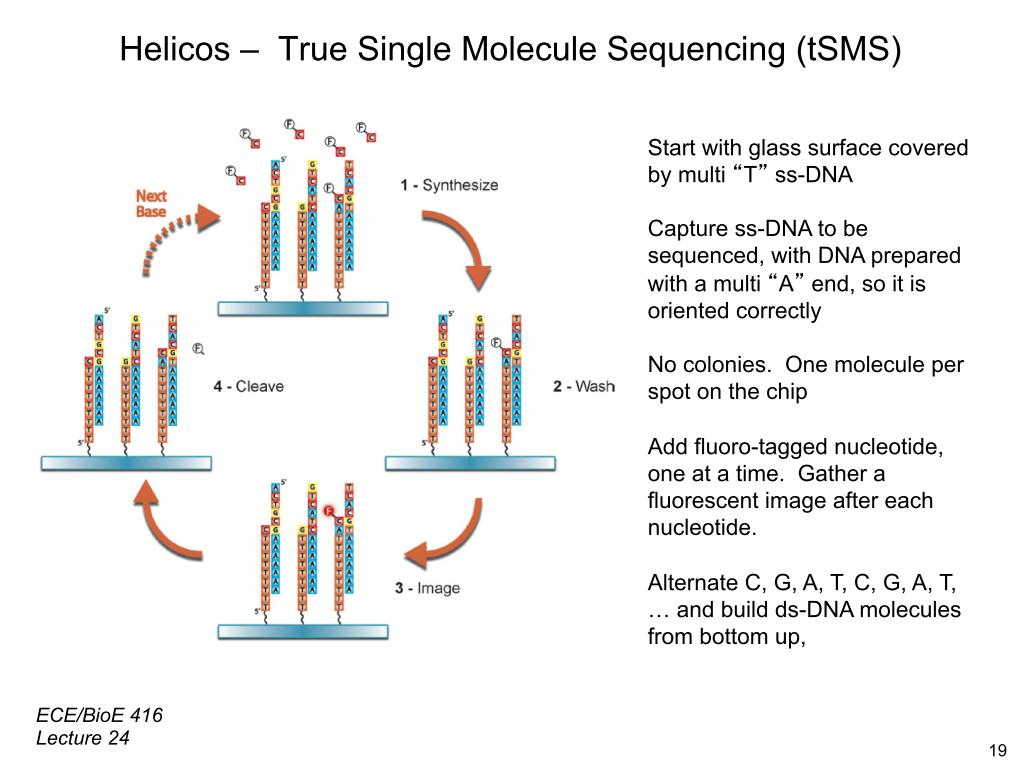 Helicos –  True Single Molecule Sequencing (tSMS)
Next
Base
1 - Synthesize
4 - Cleave
2 - Wash
3 - Image
Start with glass surface covered
by multi “T” ss-DNA
Capture ss-DNA to be
sequenced, with DNA prepared
with a multi “A” end, so it is
oriented correctly
No colonies.  One molecule per
spot on the chip
Add fluoro-tagged nucleotide,
one at a time.  Gather a
fluorescent image after each
nucleotide.
Alternate C, G, A, T, C, G, A, T,
… and build ds-DNA molecules
from bottom up,
ECE/BioE 416
Lecture 24
19